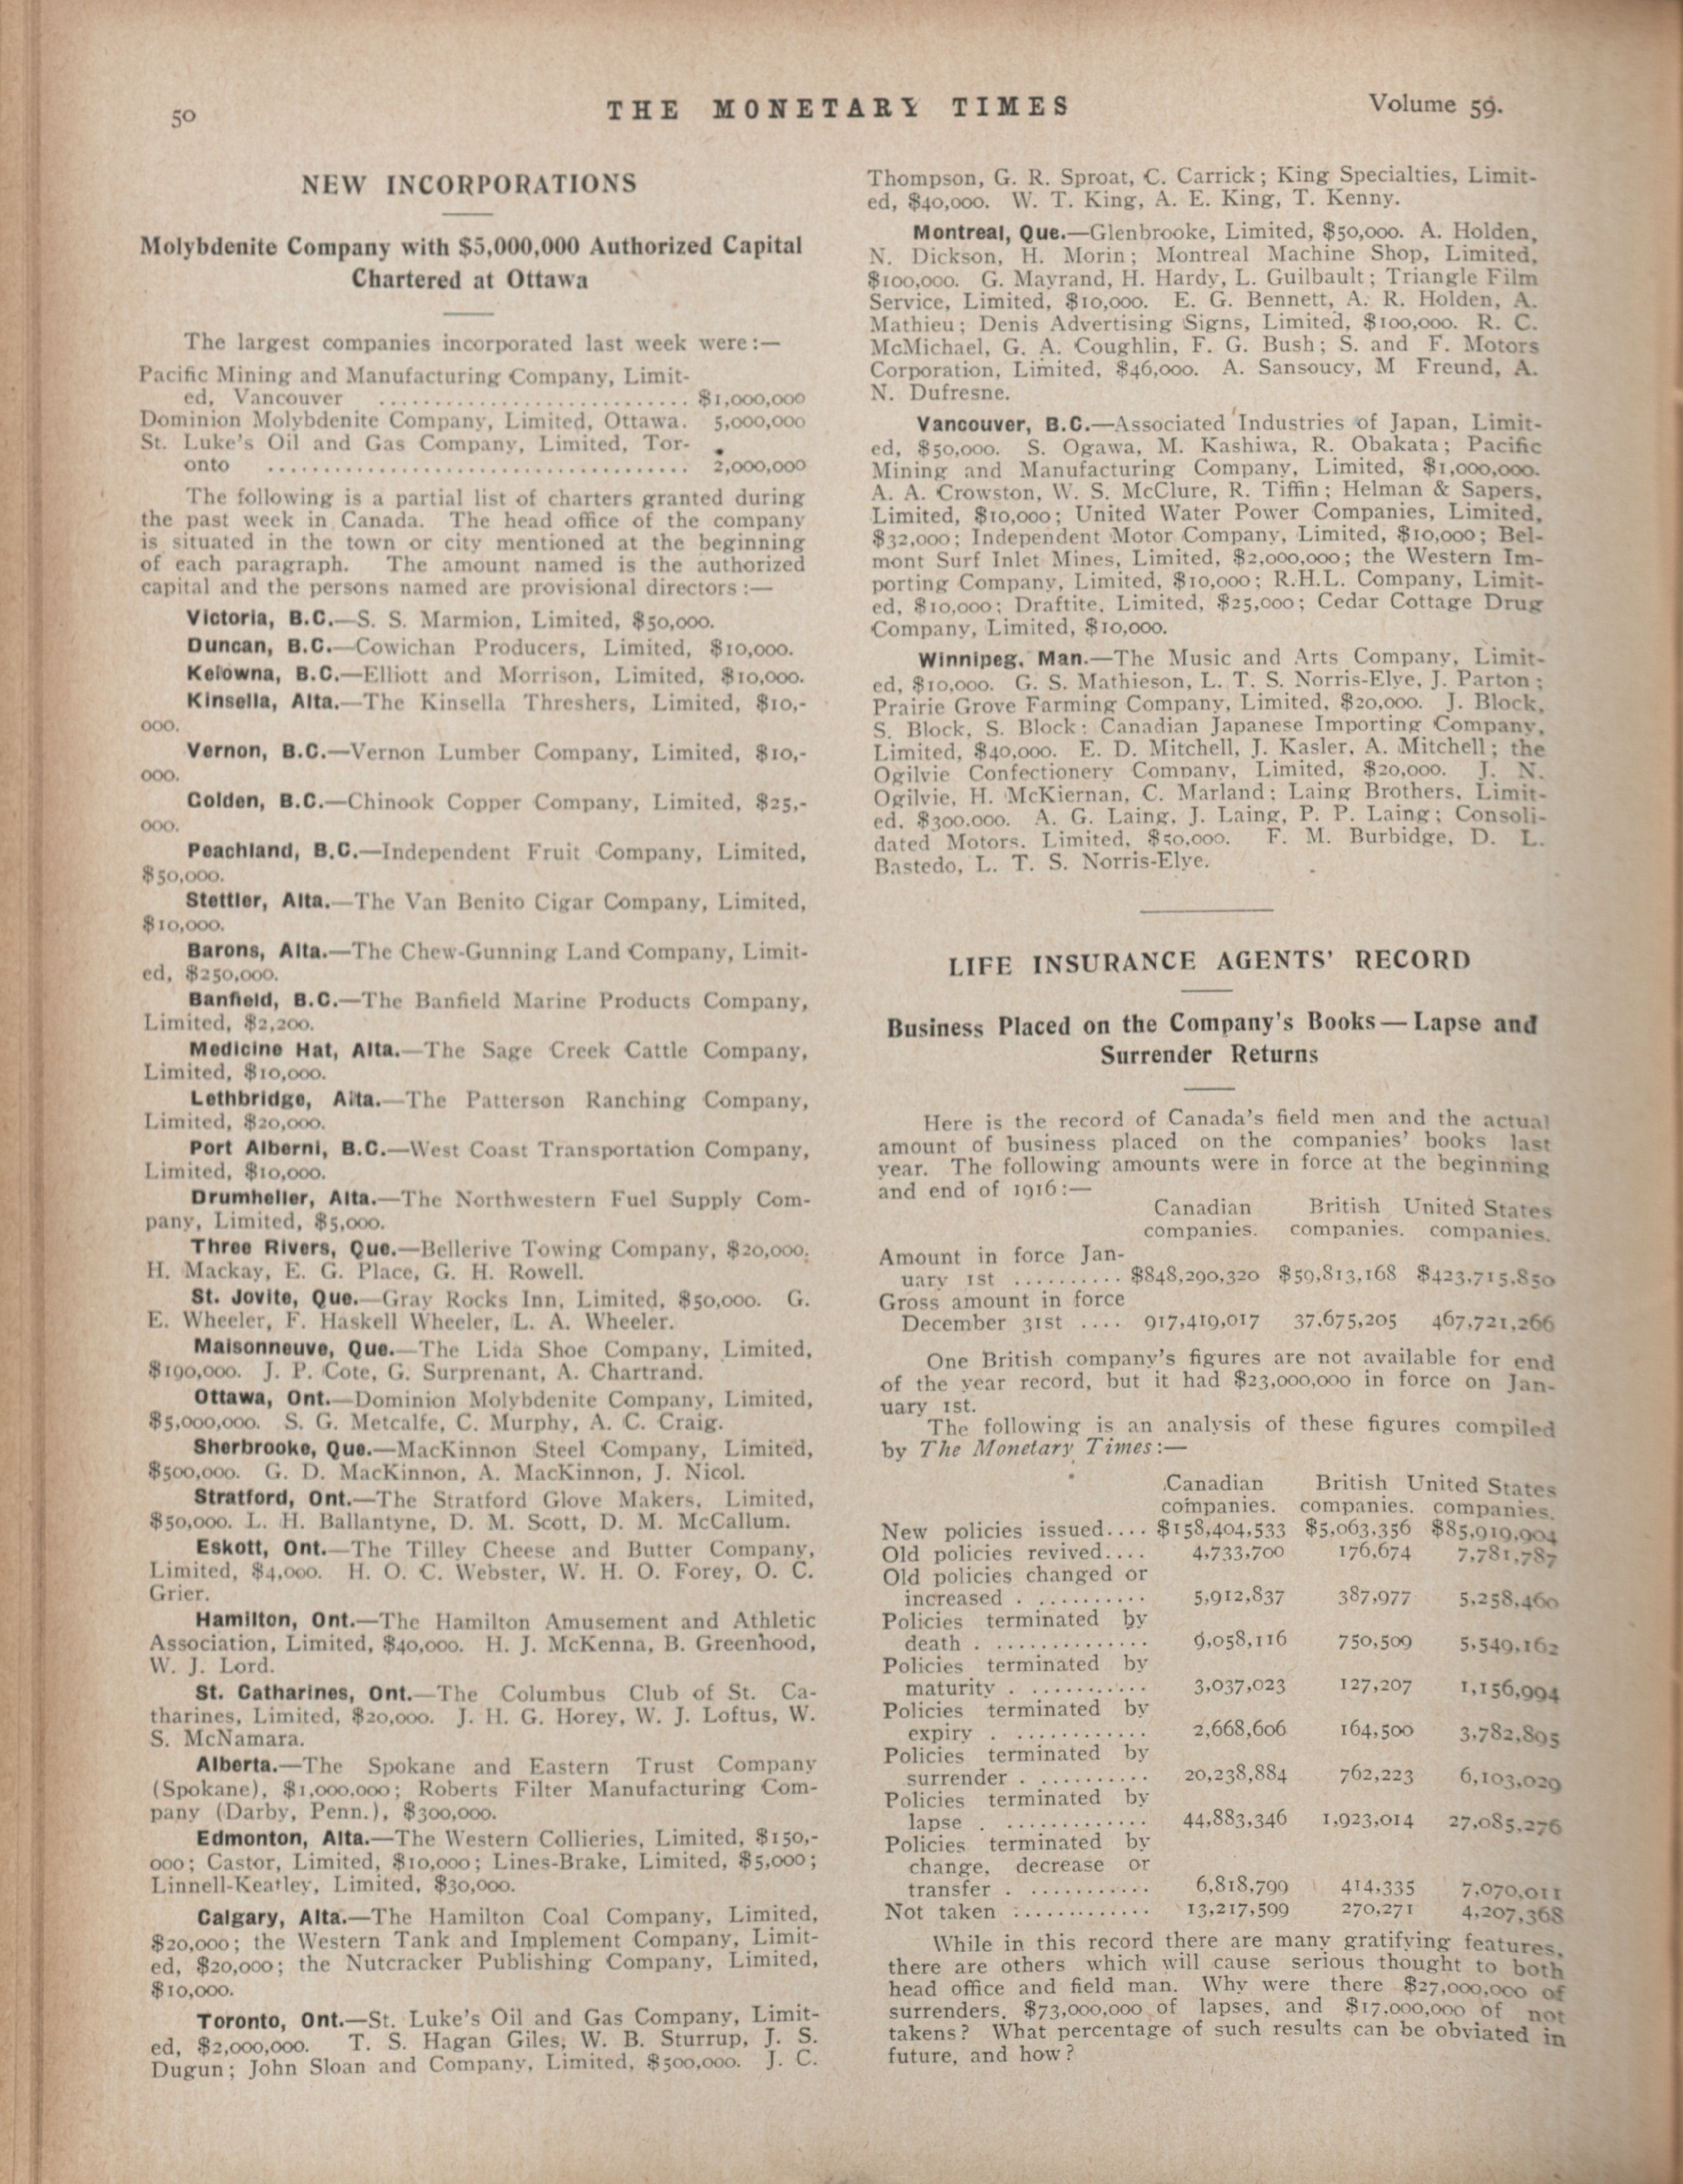 50
THE MONETARY TIMES
Volume 59.
NEW INCORPORATIONS
Molybdenite Company with $5,000,000 Authorized Capital
Chartered at Ottawa
The largest companies incorporated last week were:—
Pacific Mining and Manufacturing Company, Limit-
ed, Vancouver .......................... $1,000,000
Dominion Molybdenite Company, Limited, Ottawa. 5,000,000
St. Luke's Oil and Gas Company, Limited, Tor-
onto ................................... 2,000,000
The following is a partial list of charters granted during
the past week in Canada. The head office of the company
is situated in the town or city mentioned at the beginning
of each paragraph. The amount named is the authorized
capital and the persons named are provisional directors:—
Victoria, B.C.—S. S. Marmion, Limited, $50,000.
Duncan, B.C.—Cowichan Producers, Limited, $10,000.
Kelowna, B.C.—Elliott and Morrison, Limited, $10,000.
Kinsella, Alta.—The Kinsella Threshers, Limited, $10,-
000.
Vernon, B.C.—Vernon Lumber Company, Limited, $10,-
000.
Golden, B.C.—Chinook Copper Company, Limited, $25,-
000.
Peachland, B.C.—Independent Fruit Company, Limited,
$50,000.
Stettler, Alta.—The Van Benito Cigar Company, Limited,
$10,000.
Barons, Alta.—The Chew-Gunning Land Company, Limit-
ed, $250,000.
Banfield, B.C.—The Banfield Marine Products Company,
Limited, $2,200.
Medicine Hat, Alta.—The Sage Creek Cattle Company,
Limited, $10,000.
Lethbridge, Alta.—The Patterson Ranching Company,
Limited, $20,000.
Port Alberni, B.C.—West Coast Transportation Company,
Limited, $10,000.
Drumheller, Alta.—The Northwestern Fuel Supply Com-
pany, Limited, $5,000.
Three Rivers, Que.—Bellerive Towing Company, $20,000.
H. Mackay, E. G. Place, G. H. Rowell.
St. Jovite, Que.—Gray Rocks Inn, Limited, $50,000. G.
E. Wheeler, F. Haskell Wheeler, L. A. Wheeler.
Maisonneuve, Que.—The Lida Shoe Company, Limited,
$190,000. J. P. Cote, G. Surprenant, A. Chartrand.
Ottawa, Ont.—Dominion Molybdenite Company, Limited,
$5,000,000. S. G. Metcalfe, C. Murphy, A. C. Craig.
Sherbrooke, Que.—MacKinnon Steel Company, Limited,
$500,000. G. D. MacKinnon, A. MacKinnon, J. Nicol.
Stratford, Ont.—The Stratford Glove Makers, Limited,
$50,000. L. H. Ballantyne, D. M. Scott, D. M. McCallum.
Eskott, Ont.—The Tilley Cheese and Butter Company,
Limited, $4,000. H. O. C. Webster, W. H. O. Forey, O. C.
Grier.
Hamilton, Ont.—The Hamilton Amusement and Athletic
Association, Limited, $40,000. H. J. McKenna, B. Greenhood,
W. J. Lord.
St. Catharines, Ont.—The Columbus Club of St. Ca-
tharines, Limited, $20,000. J. H. G. Horey, W. J. Loftus, W.
S. McNamara.
Alberta.—The Spokane and Eastern Trust Company
(Spokane), $1,000,000; Roberts Filter Manufacturing Com-
pany (Darby, Penn.), $300,000.
Edmonton, Alta.—The Western Collieries, Limited, $150,-
000; Castor, Limited, $10,000; Lines-Brake, Limited, $5,000;
Linnell-Keatley, Limited, $30,000.
Calgary, Alta.—The Hamilton Coal Company, Limited,
$20,000; the Western Tank and Implement Company, Limit-
ed, $20,000; the Nutcracker Publishing Company, Limited,
$10,000.
Toronto, Ont.—St. Luke's Oil and Gas Company, Limit-
ed, $2,000,000. T. S. Hagan Giles, W. B. Sturrup, J. S.
Dugun; John Sloan and Company, Limited, $500,000. J. C.
Thompson, G. R. Sproat, C. Carrick; King Specialties, Limit-
ed, $40,000. W. T. King, A. E. King, T. Kenny.
Montreal, Que.—Glenbrooke, Limited, $50,000. A. Holden,
N. Dickson, H. Morin; Montreal Machine Shop, Limited,
$100,000. G. Mayrand, H. Hardy, L. Guilbault; Triangle Film
Service, Limited, $10,000. E. G. Bennett, A. R. Holden, A.
Mathieu; Denis Advertising Signs, Limited, $100,000. R. C.
McMichael, G. A. Coughlin, F. G. Bush; S. and F. Motors
Corporation, Limited, $46,000. A. Sansoucy, M Freund, A.
N. Dufresne.
Vancouver, B.C.—Associated Industries of Japan, Limit-
ed, $50,000. S. Ogawa, M. Kashiwa, R. Obakata; Pacific
Mining and Manufacturing Company, Limited, $1,000,000.
A. A. Crowston, W. S. McClure, R. Tiffin; Helman & Sapers,
Limited, $10,000; United Water Power Companies, Limited,
$32,000; Independent Motor Company, Limited, $10,000; Bel-
mont Surf Inlet Mines, Limited, $2,000,000; the Western Im-
porting Company, Limited, $10,000; R.H.L. Company, Limit-
ed, $10,000; Draftite, Limited, $25,000; Cedar Cottage Drug
Company, Limited, $10,000.
Winnipeg, Man.—The Music and Arts Company, Limit-
ed, $10,000. G. S. Mathieson, L. T. S. Norris-Elye, J. Parton;
Prairie Grove Farming Company, Limited, $20,000. J. Block,
S. Block, S. Block; Canadian Japanese Importing Company,
Limited, $40,000. E. D. Mitchell, J. Kasler, A. Mitchell; the
Ogilvie Confectionery Company, Limited, $20,000. J. N.
Ogilvie, H. McKiernan, C. Marland; Laing Brothers, Limit-
ed, $300,000. A. G. Laing, J. Laing, P. P. Laing; Consoli-
dated Motors, Limited, $50,000. F. M. Burbidge, D. L.
Bastedo, L. T. S. Norris-Elye.
LIFE INSURANCE AGENTS' RECORD
Business Placed on the Company's Books—Lapse and
Surrender Returns
Here is the record of Canada's field men and the actual
amount of business placed on the companies' books last
year. The following amounts were in force at the beginning
and end of 1916:—
Canadian British United States
companies. companies. companies.
Amount in force Jan-
uary 1st .......... $848,290,320 $59,813,168 $423,715,850
Gross amount in force
December 31st .... 917,419,017 37,675,205 467,721,266
One British company's figures are not available for end
of the year record, but it had $23,000,000 in force on Jan-
uary 1st.
The following is an analysis of these figures compiled
by The Monetary Times:—
Canadian British United States
companies. companies. companies.
New policies issued.... $158,404,533 $5,063,356 $85,919,904
Old policies revived.... 4,733,700 176,674 7,781,787
Old policies changed or
increased . .......... 5,912,837 387,977 5,258,460
Policies terminated by
death . .............. 9,058,116 750,509 5,549,162
Policies terminated by
maturity . ........... 3,037,023 127,207 1,156,994
Policies terminated by
expiry . ............. 2,668,606 164,500 3,782,895
Policies terminated by
surrender . .......... 20,238,884 762,223 6,103,029
Policies terminated by
lapse . ............. 44,883,346 1,923,014 27,085,276
Policies terminated by
change, decrease or
transfer . ........... 6,818,799 414,335 7,070,011
Not taken ............. 13,217,599 270,271 4,207,368
While in this record there are many gratifying features,
there are others which will cause serious thought to both
head office and field man. Why were there $27,000,000 of
surrenders, $73,000,000 of lapses, and $17,000,000 of not
takens? What percentage of such results can be obviated in
future, and how?